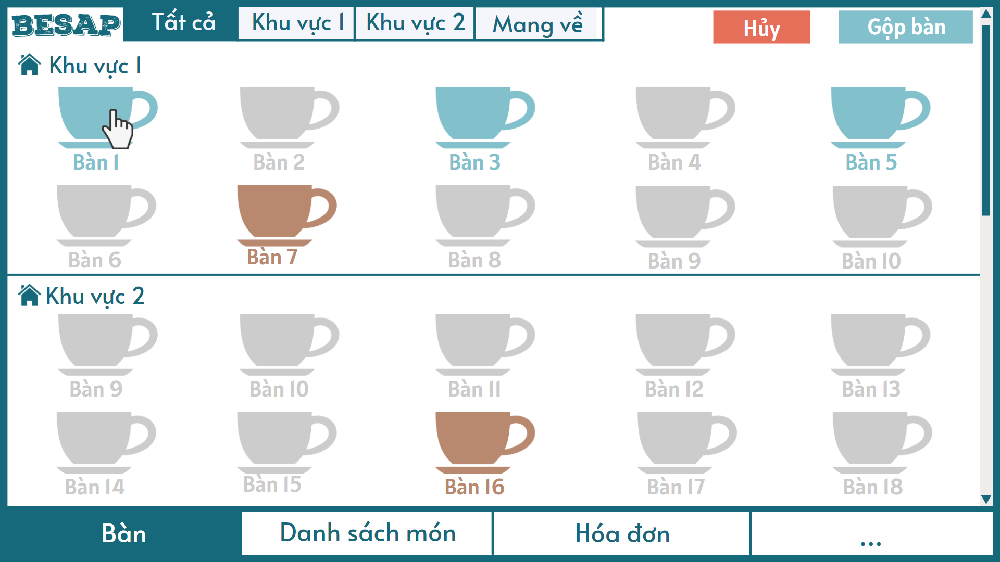 BESAP
Tất cả
Khu vực 1
Khu vực 2
Mang về
Hủy
Gộp bàn
Khu vực 1
Bàn 1
Bàn 2
Bàn 3
Bàn 4
Bàn 5
Bàn 6
Bàn 7
Bàn 8
Bàn 9
Bàn 10
Khu vực 2
Bàn 9
Bàn 10
Bàn 11
Bàn 12
Bàn 13
Bàn 14
Bàn 15
Bàn 16
Bàn 17
Bàn 18
Bàn
Danh sách món
Hóa đơn
...